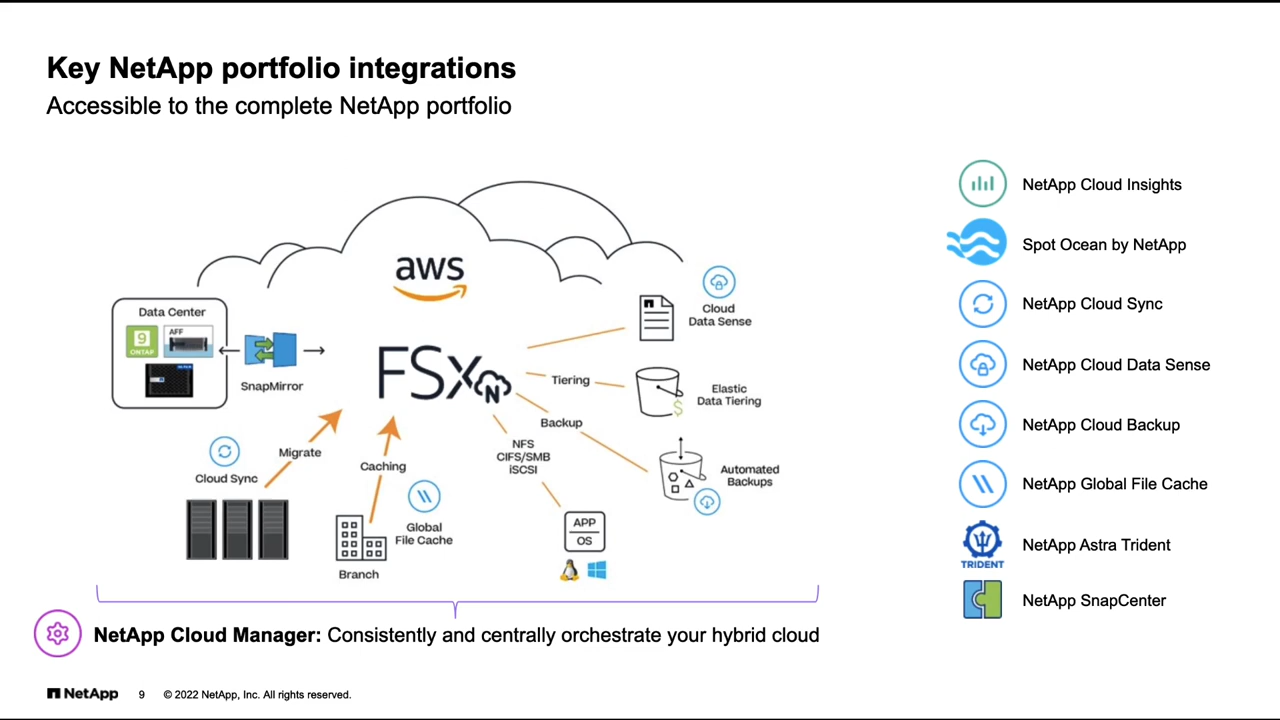 Key NetApp portfolio integrations
Accessible to the complete NetApp portfolio
aws
FSx
N
Data Center
9
ONTAP
AFF
SnapMirror
Cloud
Data Sense
Tiering
$
Elastic
Data Tiering
Backup
Automated
Backups
NFS
CIFS/SMB
iSCSI
APP
OS
Migrate
Cloud Sync
Caching
Global
File Cache
Branch
NetApp Cloud Insights
Spot Ocean by NetApp
NetApp Cloud Sync
NetApp Cloud Data Sense
NetApp Cloud Backup
NetApp Global File Cache
TRIDENT
NetApp Astra Trident
NetApp SnapCenter
NetApp Cloud Manager: Consistently and centrally orchestrate your hybrid cloud
NetApp 9 © 2022 NetApp, Inc. All rights reserved.